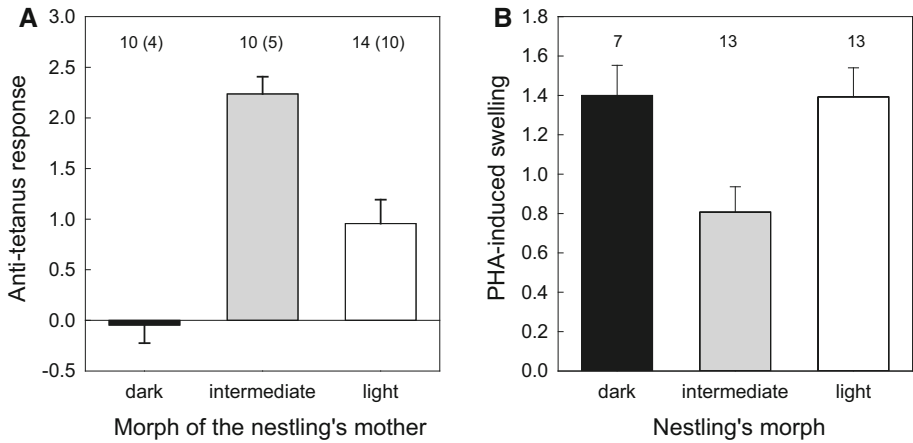 A
3.0
2.5
2.0
1.5
1.0
0.5
0.0
-0.5
Anti-tetanus response
10 (4) 10 (5) 14 (10)
dark intermediate light
Morph of the nestling's mother
B
1.8
1.6
1.4
1.2
1.0
0.8
0.6
0.4
0.2
0.0
PHA-induced swelling
7 13 13
dark intermediate light
Nestling's morph